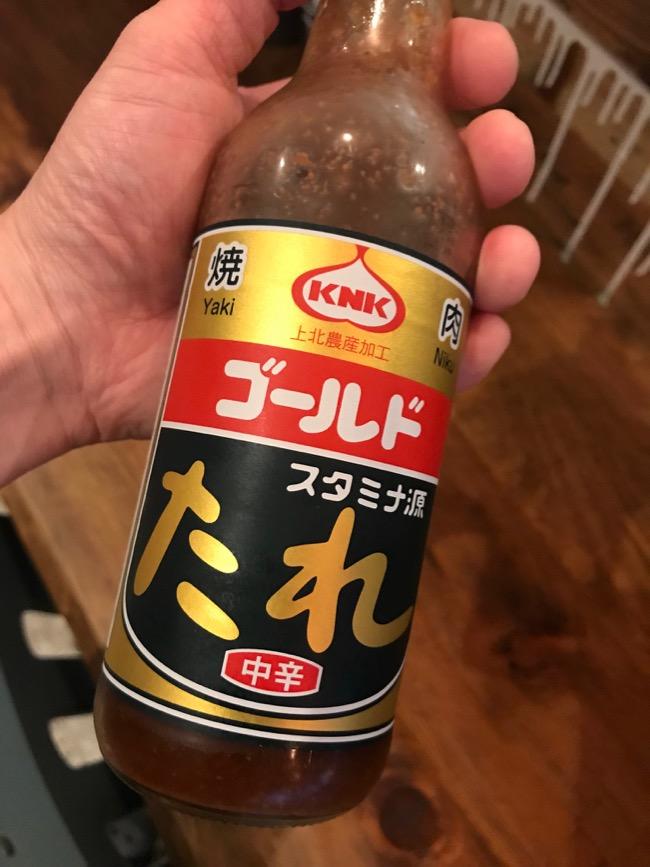 焼 肉
Yaki Niku
KNK
上北農産加工
ゴールド
スタミナ源
たれ
中辛